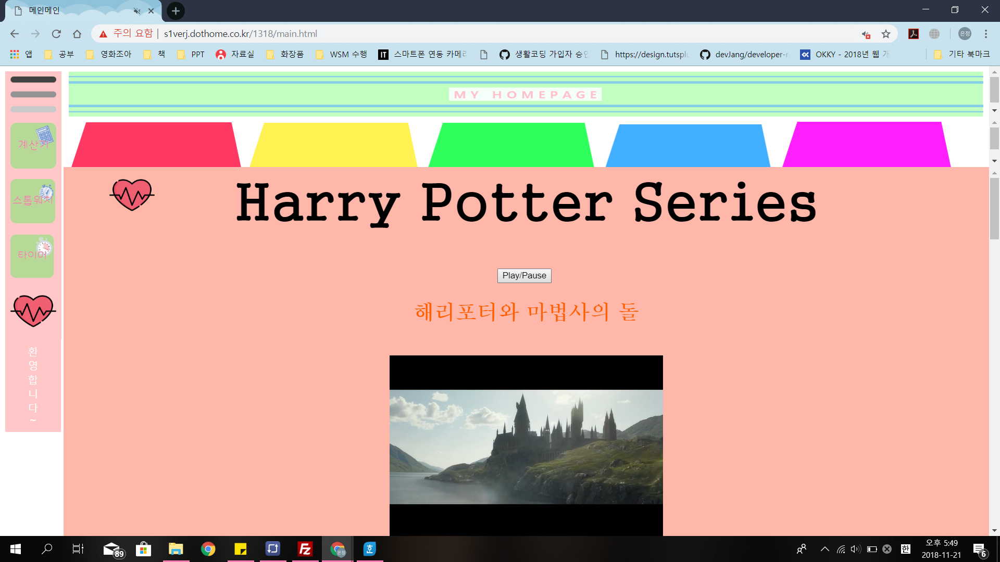 메인메인
주의 요함 | s1verj.dothome.co.kr/1318/main.html
은정
앱 공부 영화조아 책 PPT 자료실 화장품 WSM 수행 IT 스마트폰 연동 카메라 생활코딩 가입자 승인 https://design.tutsplu devJang/developer-r OKKY - 2018년 웹 개 기타 북마크
MY HOMEPAGE
계산기
스톱워치
타이머
환
영
합
니
다
~
Harry Potter Series
Play/Pause
해리포터와 마법사의 돌
89
Fz
한
오후 5:49
2018-11-21
6